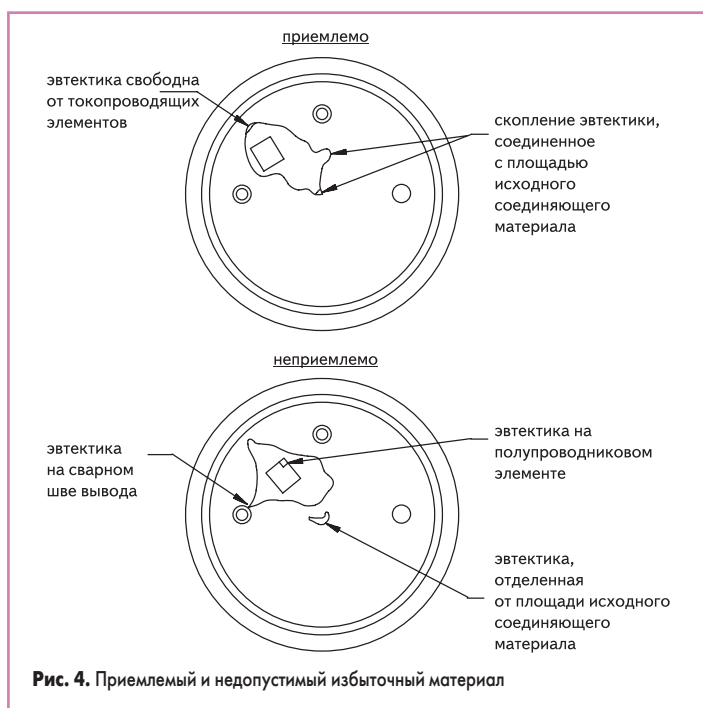 приемлемо
эвтектика свободна
от токопроводящих
элементов
скопление эвтектики,
соединенное
с площадью
исходного
соединяющего
материала
неприемлемо
эвтектика
на сварном
шве вывода
эвтектика на
полупроводниковом
элементе
эвтектика,
отделенная
от площади исходного
соединяющего
материала
Рис. 4. Приемлемый и недопустимый избыточный материал